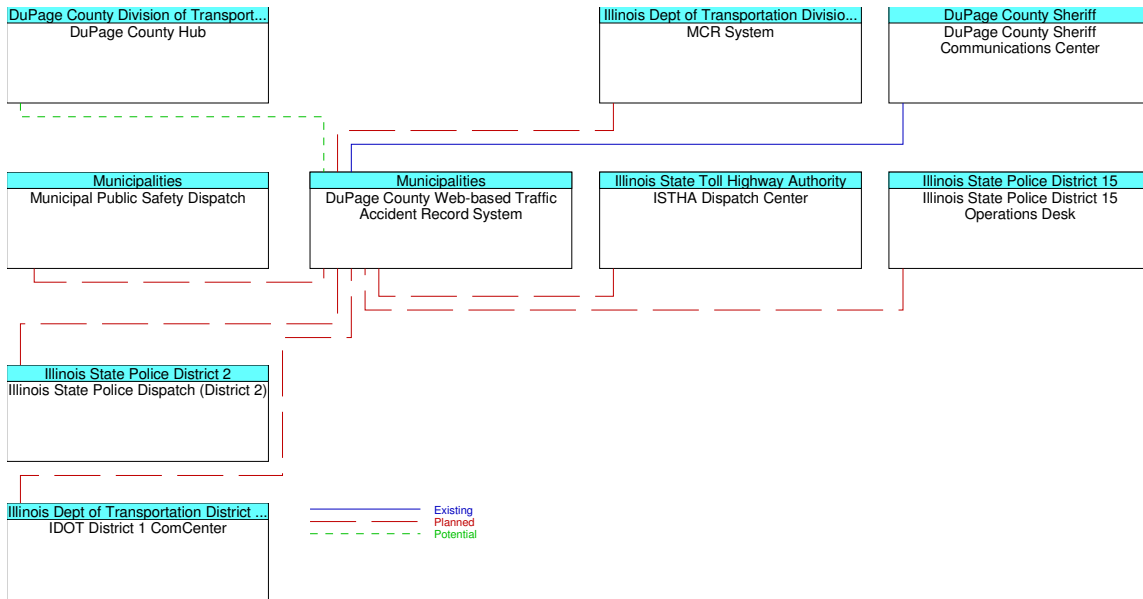 DuPage County Division of Transport...
DuPage County Hub
Illinois Dept of Transportation Divisio...
MCR System
DuPage County Sheriff
DuPage County Sheriff
Communications Center
Municipalities
Municipal Public Safety Dispatch
Municipalities
DuPage County Web-based Traffic
Accident Record System
Illinois State Toll Highway Authority
ISTHA Dispatch Center
Illinois State Police District 15
Illinois State Police District 15
Operations Desk
Illinois State Police District 2
Illinois State Police Dispatch (District 2)
Illinois Dept of Transportation District ...
IDOT District 1 ComCenter
Existing
Planned
Potential